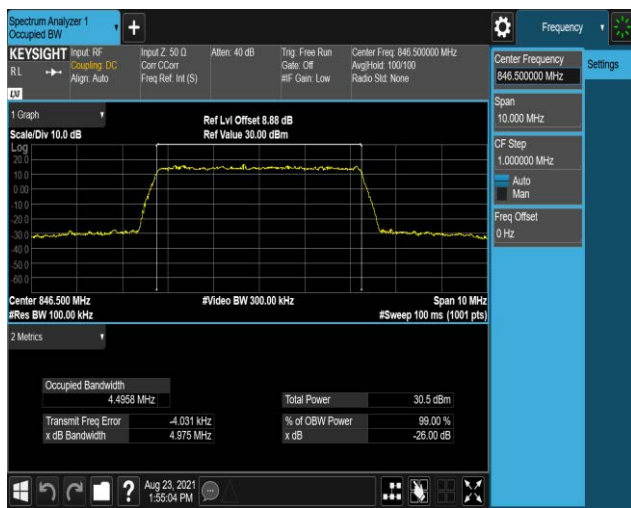 Spectrum Analyzer 1
Occupied BW
+
Frequency
KEYSIGHT
RL
LXI
Input: RF
Coupling: DC
Align: Auto
Input Z: 50 Ω
Corr CCorr
Freq Ref: Int (S)
Atten: 40 dB
Trig: Free Run
Gate: Off
#IF Gain: Low
Center Freq: 846.500000 MHz
Avg|Hold: 100/100
Radio Std: None
Center Frequency
846.500000 MHz
Settings
Span
10.000 MHz
CF Step
1.000000 MHz
Auto
Man
Freq Offset
0 Hz
1 Graph
Scale/Div 10.0 dB
Ref Lvl Offset 8.88 dB
Ref Value 30.00 dBm
Log
20.0
10.0
0.00
-10.0
-20.0
-30.0
-40.0
-50.0
-60.0
Center 846.500 MHz
#Video BW 300.00 kHz
Span 10 MHz
#Res BW 100.00 kHz
#Sweep 100 ms (1001 pts)
2 Metrics
Occupied Bandwidth
4.4958 MHz
Total Power 30.5 dBm
Transmit Freq Error -4.031 kHz
% of OBW Power 99.00 %
x dB Bandwidth 4.975 MHz
x dB -26.00 dB
?
Aug 23, 2021
1:55:04 PM